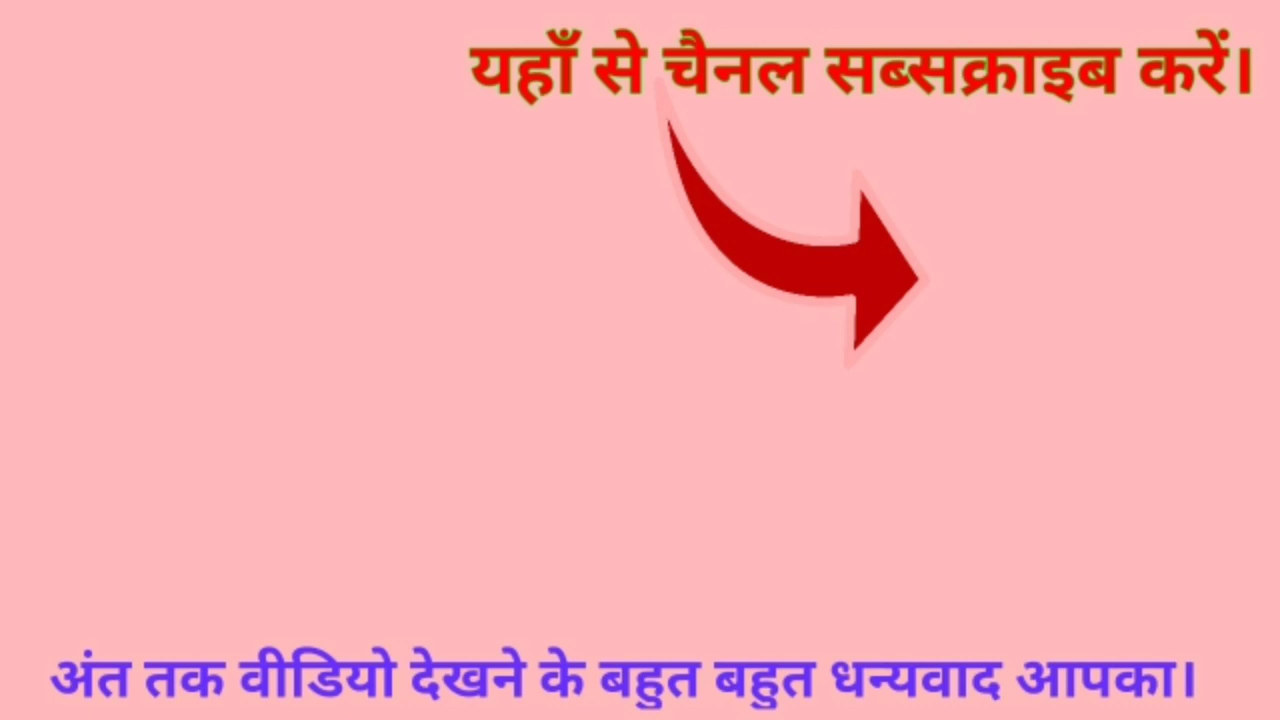 यहाँ से चैनल सब्सक्राइब करें।
अंत तक वीडियो देखने के बहुत बहुत धन्यवाद आपका।